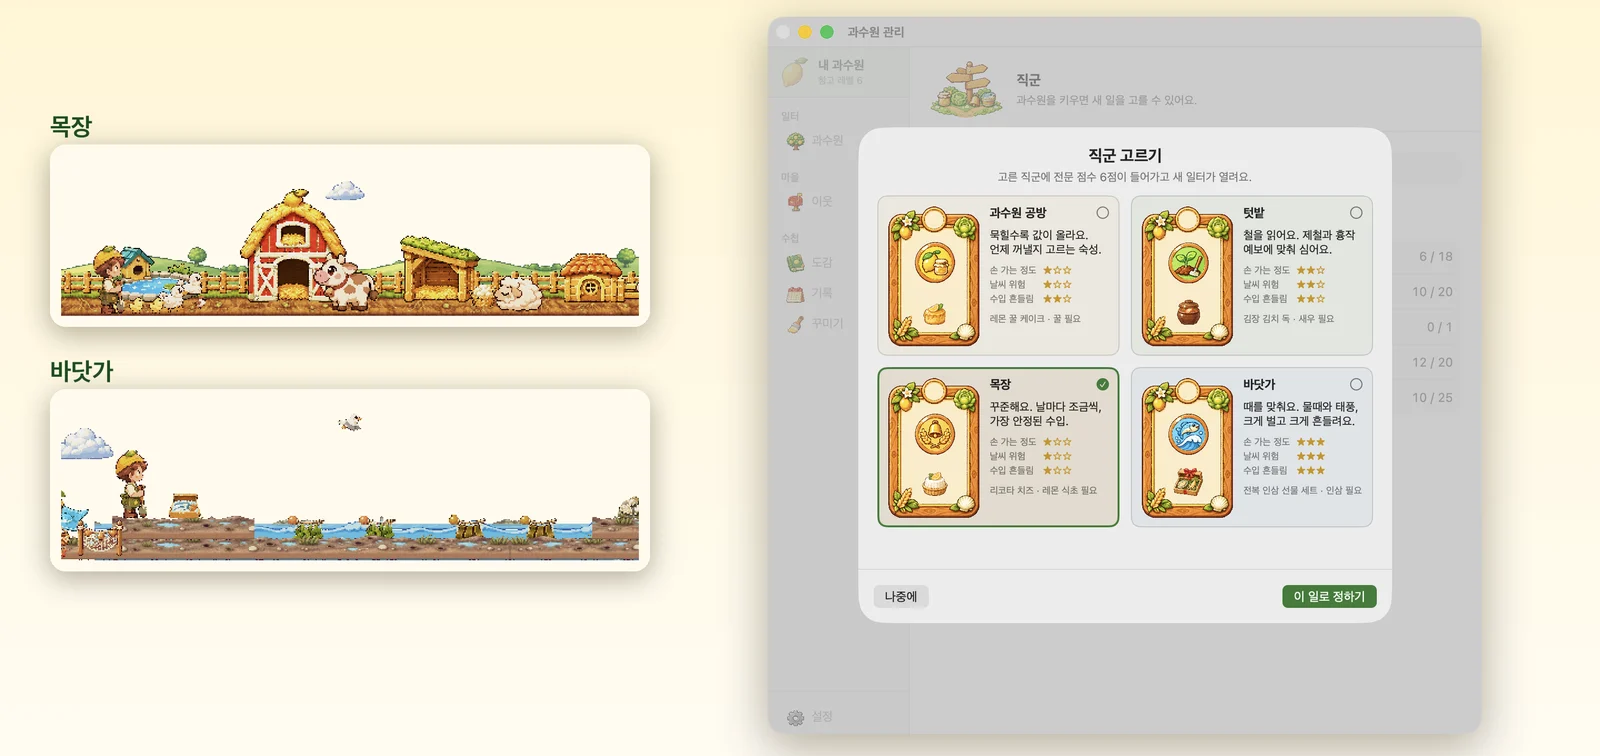 목장
바닷가
과수원 관리
내 과수원
창고 레벨 6
일터
과수원
마을
이웃
수첩
도감
기록
꾸미기
설정
직군
과수원을 키우면 새 일을 고를 수 있어요.
6 / 18
10 / 20
0 / 1
12 / 20
10 / 25
직군 고르기
고른 직군에 전문 점수 6점이 들어가고 새 일터가 열려요.
과수원 공방
묵힐수록 값이 올라요.
언제 꺼낼지 고르는 숙성.
손 가는 정도 ★☆☆
날씨 위험 ★☆☆
수입 흔들림 ★★☆
레몬 꿀 케이크 · 꿀 필요
텃밭
철을 읽어요. 제철과 흉작
예보에 맞춰 심어요.
손 가는 정도 ★★☆
날씨 위험 ★★☆
수입 흔들림 ★★☆
김장 김치 독 · 새우 필요
목장
꾸준해요. 날마다 조금씩,
가장 안정된 수입.
손 가는 정도 ★☆☆
날씨 위험 ★☆☆
수입 흔들림 ★☆☆
리코타 치즈 · 레몬 식초 필요
바닷가
때를 맞춰요. 물때와 태풍,
크게 벌고 크게 흔들려요.
손 가는 정도 ★★★
날씨 위험 ★★★
수입 흔들림 ★★★
전복 인삼 선물 세트 · 인삼 필요
나중에
이 일로 정하기